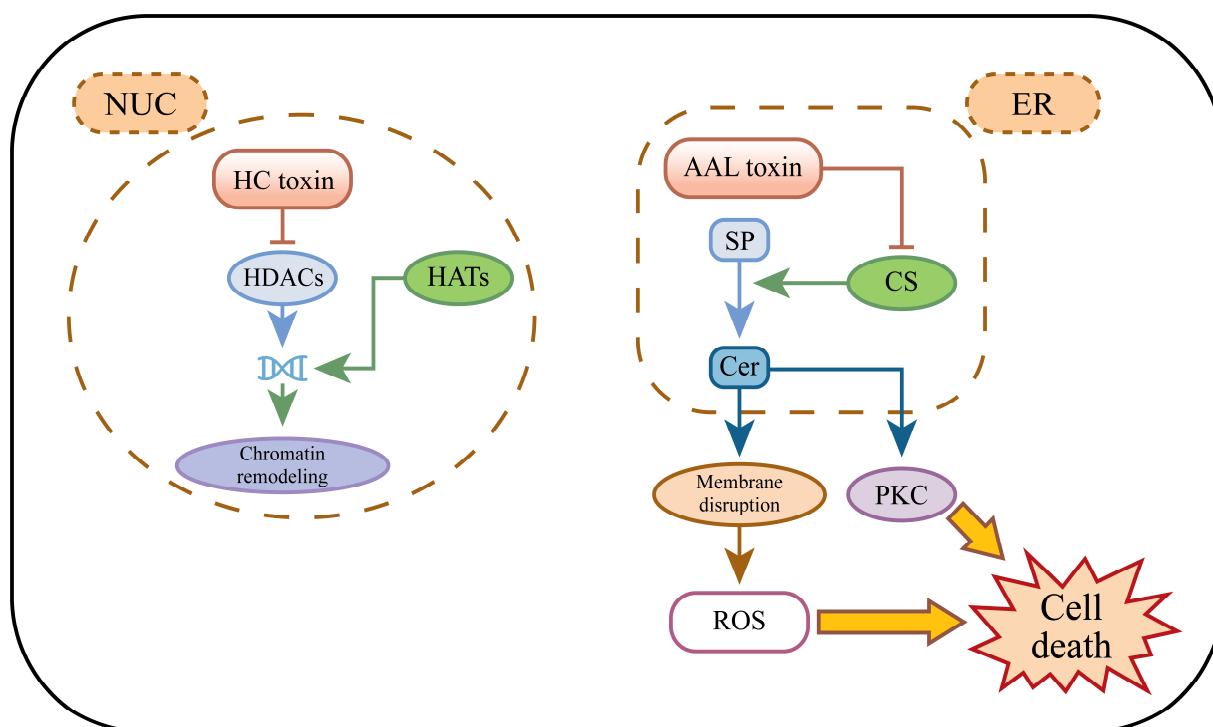 NUC
HC toxin
HDACs
HATs
Chromatin
remodeling
ER
AAL toxin
SP
CS
Cer
Membrane
disruption
PKC
ROS
Cell
death